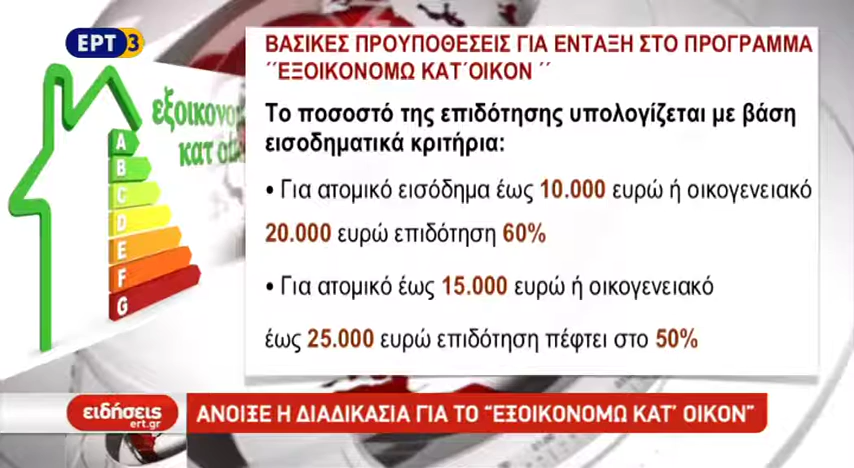 ΕΡΤ3
ΒΑΣΙΚΕΣ ΠΡΟΥΠΟΘΕΣΕΙΣ ΓΙΑ ΕΝΤΑΞΗ ΣΤΟ ΠΡΟΓΡΑΜΜΑ
΄΄ΕΞΟΙΚΟΝΟΜΩ ΚΑΤ΄ΟΙΚΟΝ ΄΄
Το ποσοστό της επιδότησης υπολογίζεται με βάση
εισοδηματικά κριτήρια:
• Για ατομικό εισόδημα έως 10.000 ευρώ ή οικογενειακό
20.000 ευρώ επιδότηση 60%
• Για ατομικό έως 15.000 ευρώ ή οικογενειακό
έως 25.000 ευρώ επιδότηση πέφτει στο 50%
εξοικονομ
κατ οί
A
B
C
D
E
F
G
ειδήσεις
ert.gr
ΑΝΟΙΞΕ Η ΔΙΑΔΙΚΑΣΙΑ ΓΙΑ ΤΟ “ΕΞΟΙΚΟΝΟΜΩ ΚΑΤ’ ΟΙΚΟΝ”